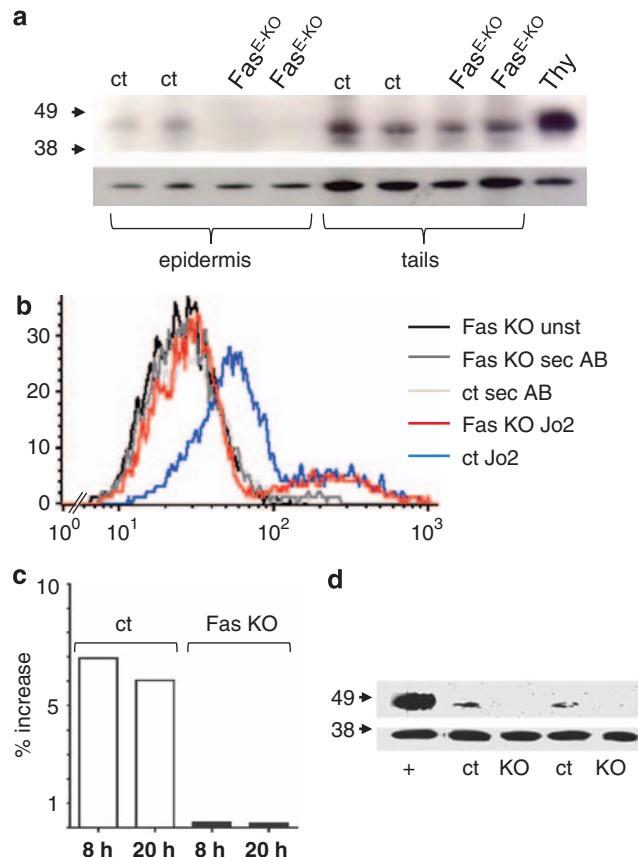 a
ct ct Fas^E-KO Fas^E-KO ct ct Fas^E-KO Fas^E-KO Thy
49
38
epidermis tails
b
30
20
10
0
10^0 10^1 10^2 10^3
Fas KO unst
Fas KO sec AB
ct sec AB
Fas KO Jo2
ct Jo2
c
% increase
10
5
1
ct Fas KO
8 h 20 h 8 h 20 h
d
49
38
+ ct KO ct KO